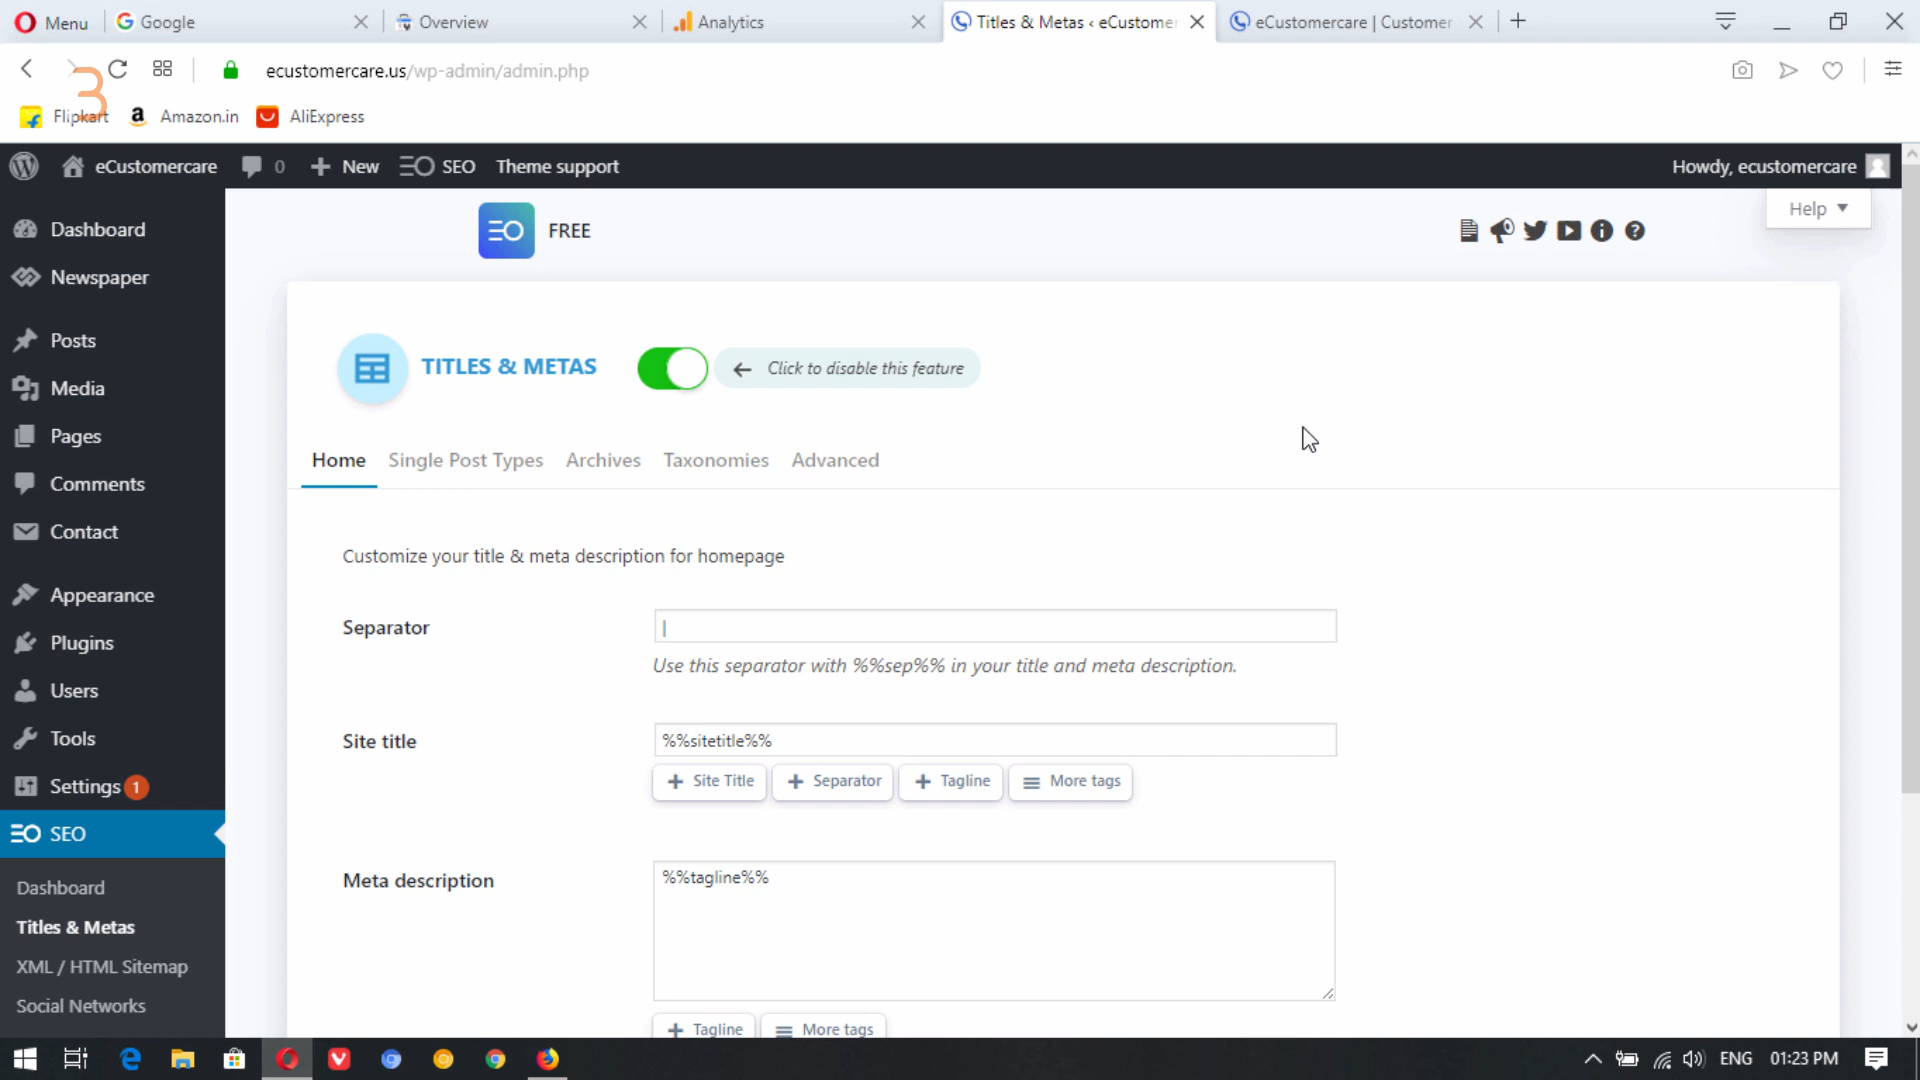 Menu
Google
Overview
Analytics
Titles & Metas ‹ eCustomer
eCustomercare | Customer
ecustomercare.us/wp-admin/admin.php
3
Flipkart
Amazon.in
AliExpress
eCustomercare
0
New
SEO
Theme support
Howdy, ecustomercare
Help
FREE
Dashboard
Newspaper
Posts
Media
Pages
Comments
Contact
Appearance
Plugins
Users
Tools
Settings 1
SEO
Dashboard
Titles & Metas
XML / HTML Sitemap
Social Networks
TITLES & METAS
Click to disable this feature
Home
Single Post Types
Archives
Taxonomies
Advanced
Customize your title & meta description for homepage
Separator
|
Use this separator with %%sep%% in your title and meta description.
Site title
%%sitetitle%%
+ Site Title
+ Separator
+ Tagline
More tags
Meta description
%%tagline%%
+ Tagline
More tags
ENG
01:23 PM